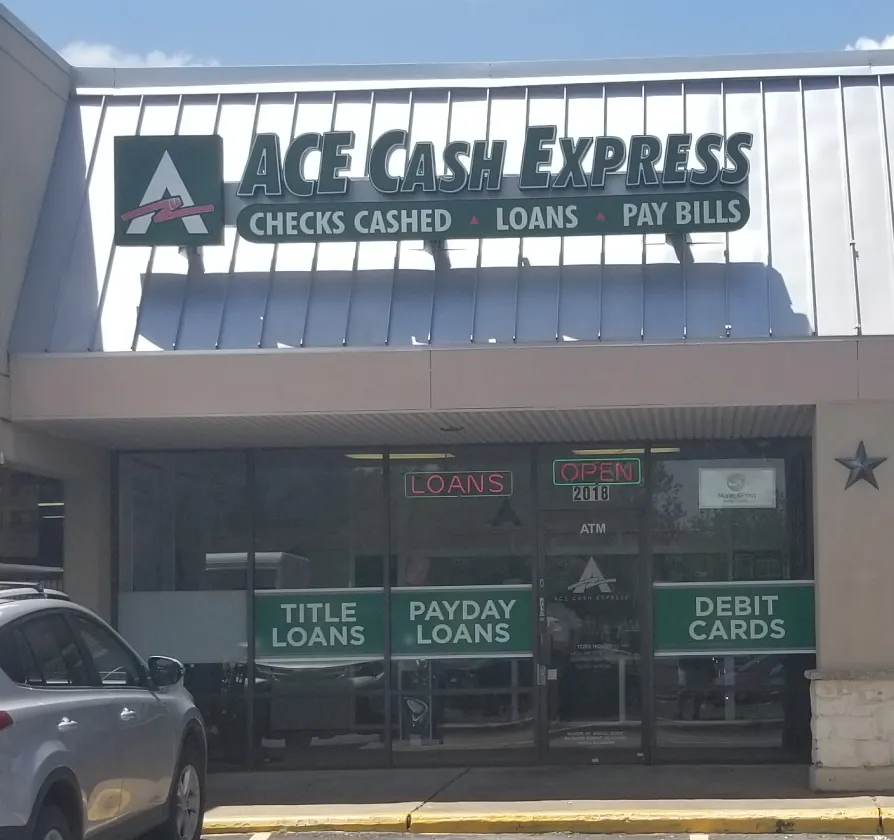 ACE CASH EXPRESS
CHECKS CASHED LOANS PAY BILLS
LOANS
OPEN
2018
ATM
ACE CASH EXPRESS
TITLE
LOANS
PAYDAY
LOANS
DEBIT
CARDS